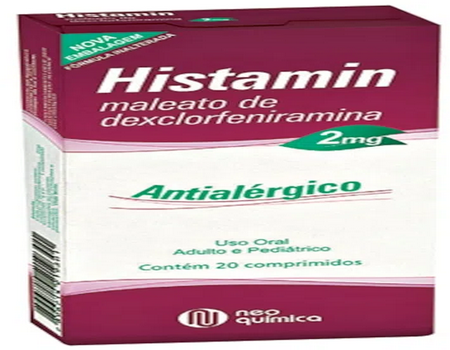 NOVA
EMBALAGEM
FÓRMULA INALTERADA
Histamin
maleato de
dexclorfeniramina
2mg
Antialérgico
Uso Oral
Adulto e Pediátrico
Contém 20 comprimidos
neo
química